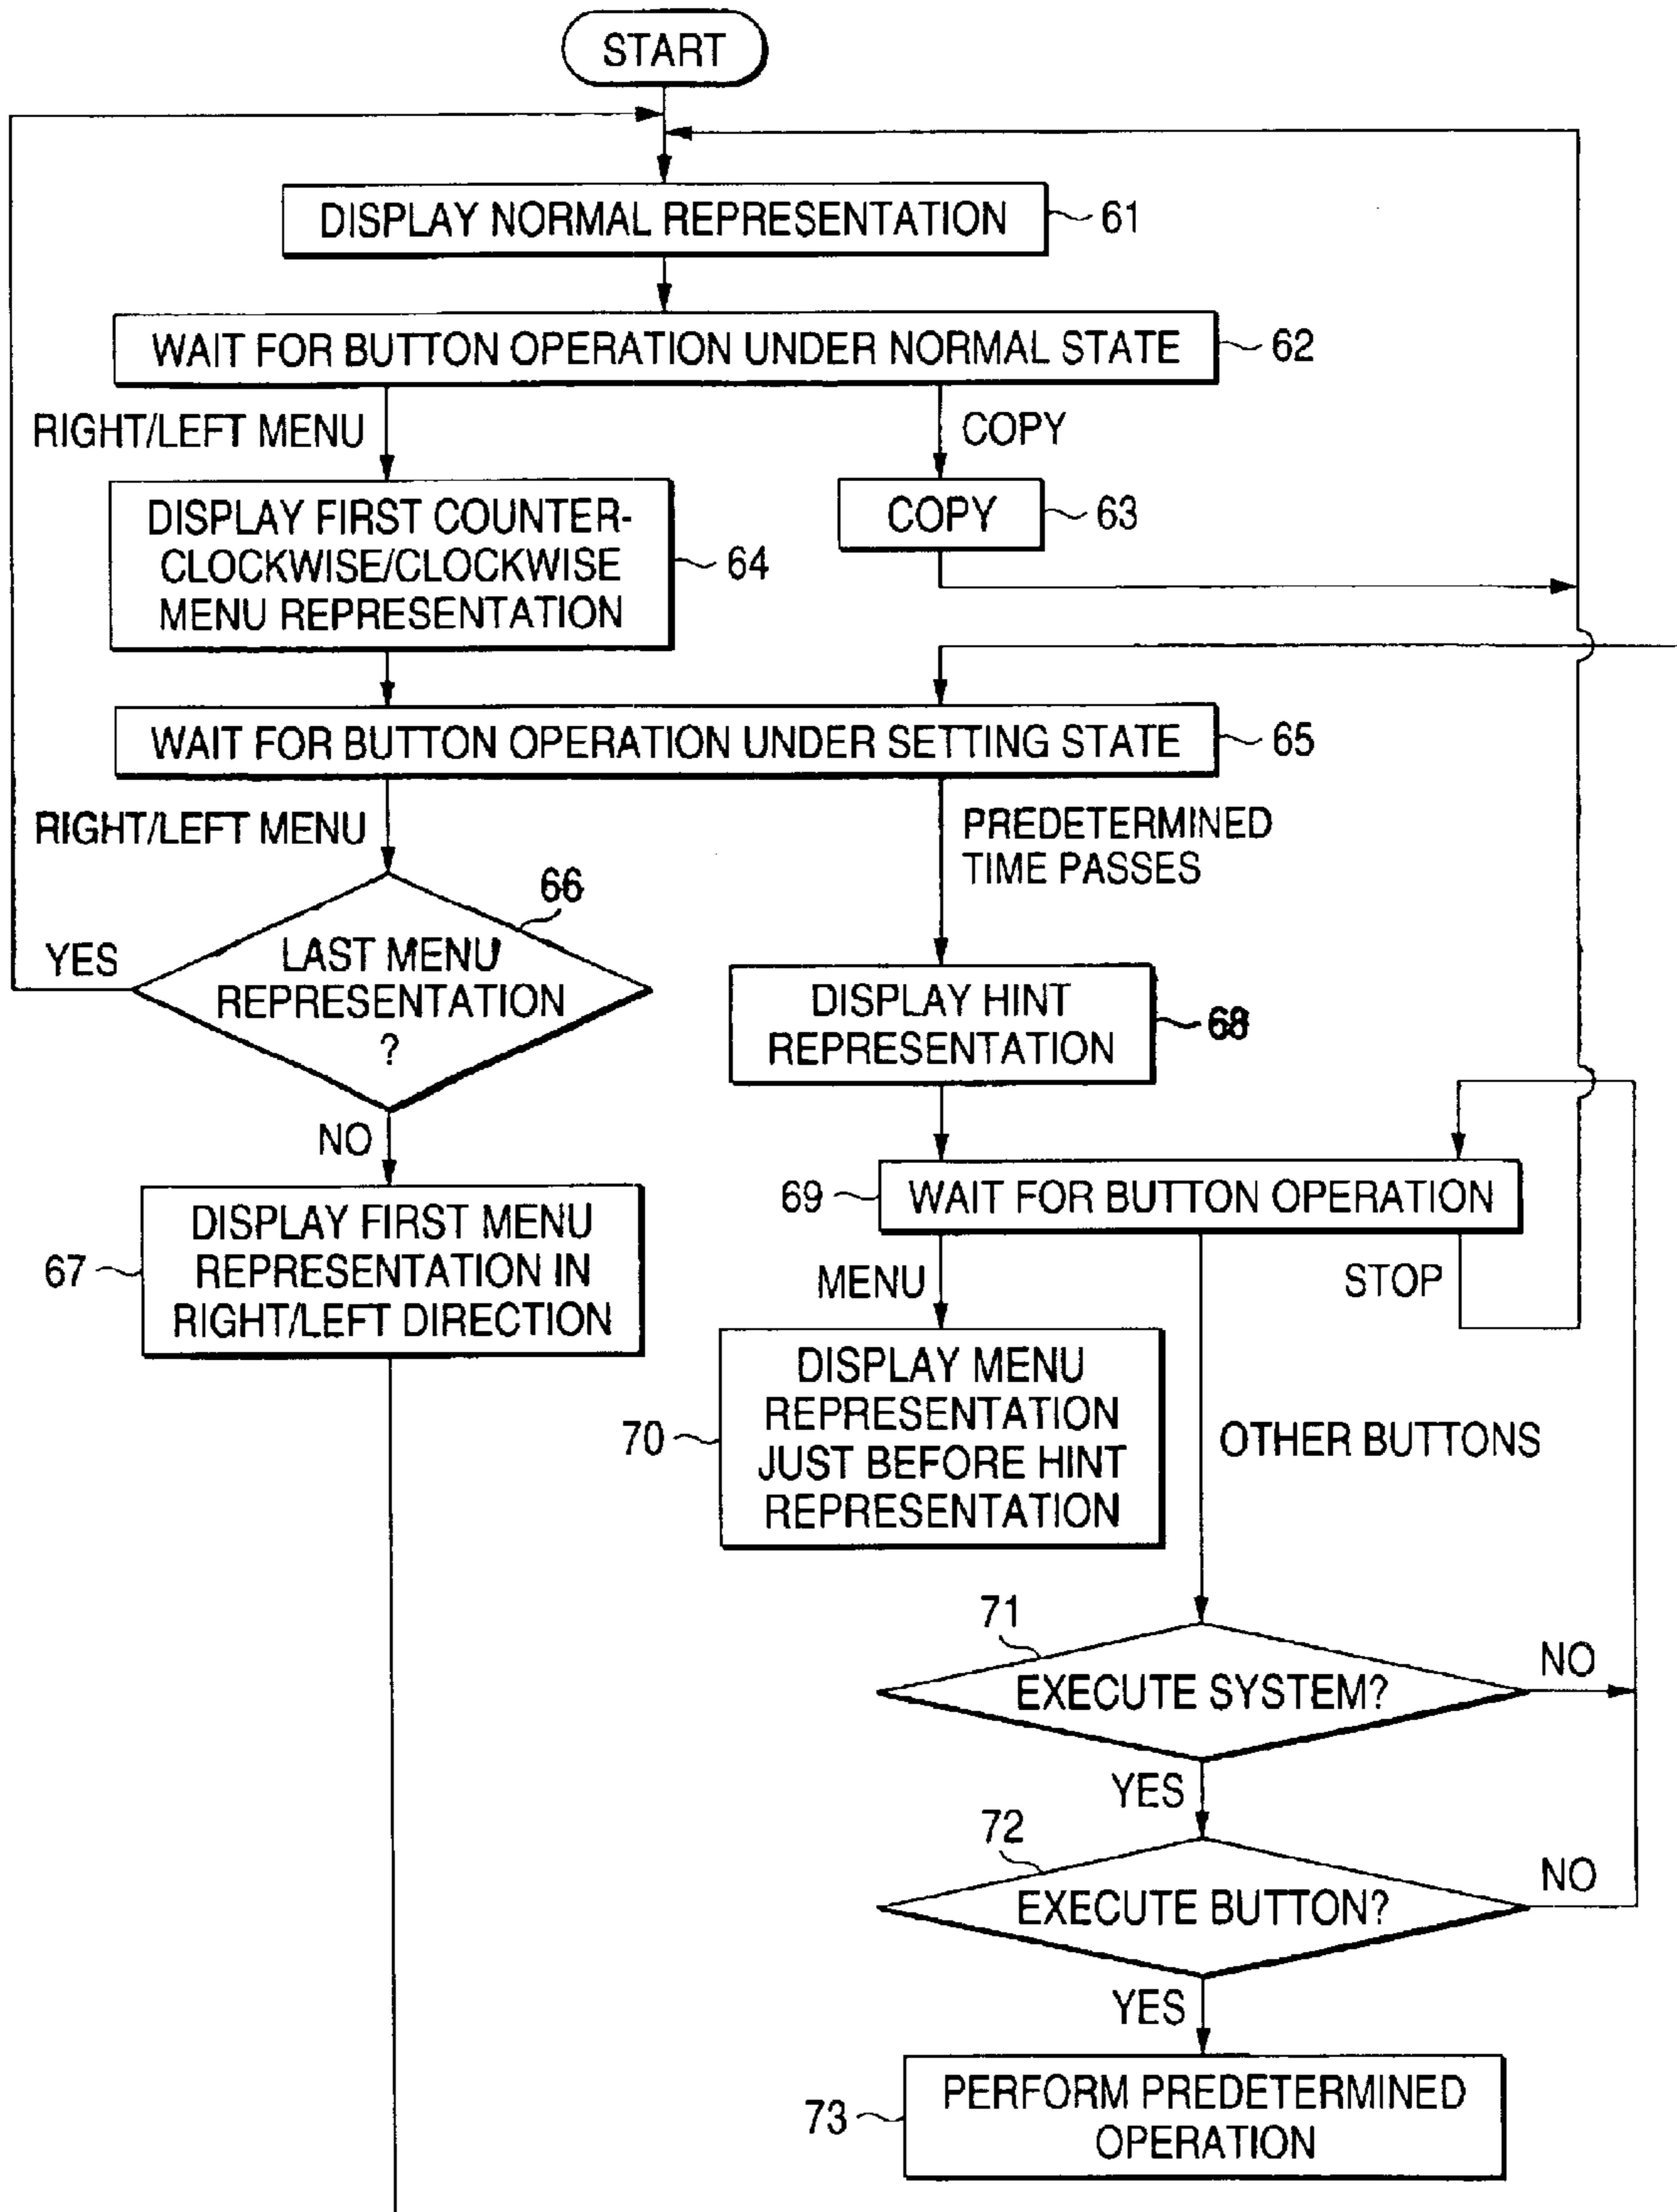 START
DISPLAY NORMAL REPRESENTATION
61
WAIT FOR BUTTON OPERATION UNDER NORMAL STATE
62
RIGHT/LEFT MENU
COPY
DISPLAY FIRST COUNTER-
CLOCKWISE/CLOCKWISE
MENU REPRESENTATION
64
COPY
63
WAIT FOR BUTTON OPERATION UNDER SETTING STATE
65
RIGHT/LEFT MENU
PREDETERMINED
TIME PASSES
66
YES
LAST MENU
REPRESENTATION
?
DISPLAY HINT
REPRESENTATION
68
NO
69
WAIT FOR BUTTON OPERATION
67
DISPLAY FIRST MENU
REPRESENTATION IN
RIGHT/LEFT DIRECTION
MENU
STOP
70
DISPLAY MENU
REPRESENTATION
JUST BEFORE HINT
REPRESENTATION
OTHER BUTTONS
71
EXECUTE SYSTEM?
NO
YES
72
EXECUTE BUTTON?
NO
YES
73
PERFORM PREDETERMINED
OPERATION